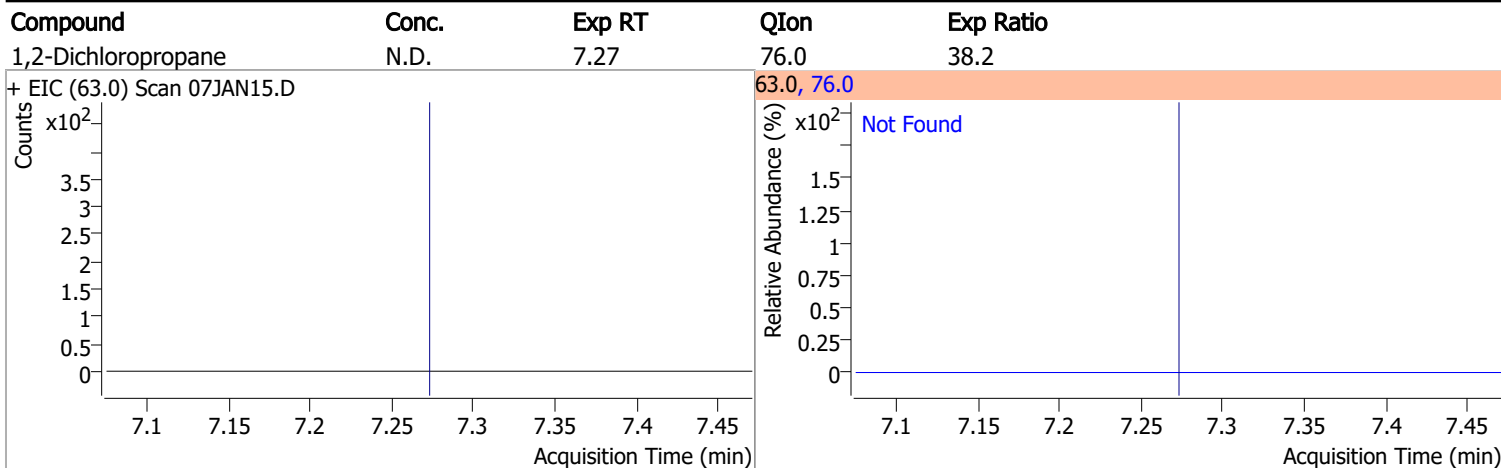 Compound Conc. Exp RT QIon Exp Ratio
1,2-Dichloropropane N.D. 7.27 76.0 38.2
+ EIC (63.0) Scan 07JAN15.D
Counts
x10²
3.5
3
2.5
2
1.5
1
0.5
0
7.1 7.15 7.2 7.25 7.3 7.35 7.4 7.45
Acquisition Time (min)
63.0, 76.0
Relative Abundance (%)
x10²
Not Found
1.5
1.25
1
0.75
0.5
0.25
0
7.1 7.15 7.2 7.25 7.3 7.35 7.4 7.45
Acquisition Time (min)